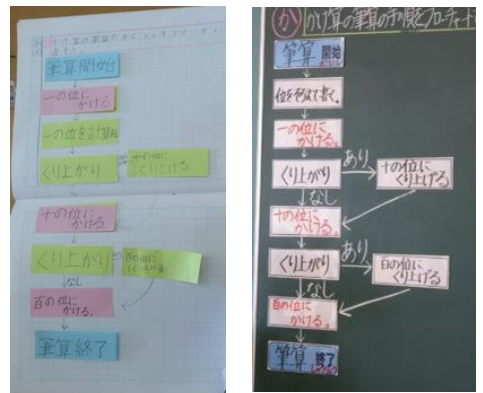 筆算開始
一の位に
かける
一の位を計算
くり上がり
十の位に
くり上げる
十の位に
かける。
くり上がり
百の位に
くり上げる
なし
百の位に
かける。
筆算終了
か かけ算の筆算の手順をフローチャート
筆算 開始
位をそろえて書く。
一の位に
かける。
くり上がり
あり
十の位に
くり上げる
なし
十の位に
かける。
くり上がり
あり
百の位に
くり上げる
なし
百の位に
かける。
筆算 終了